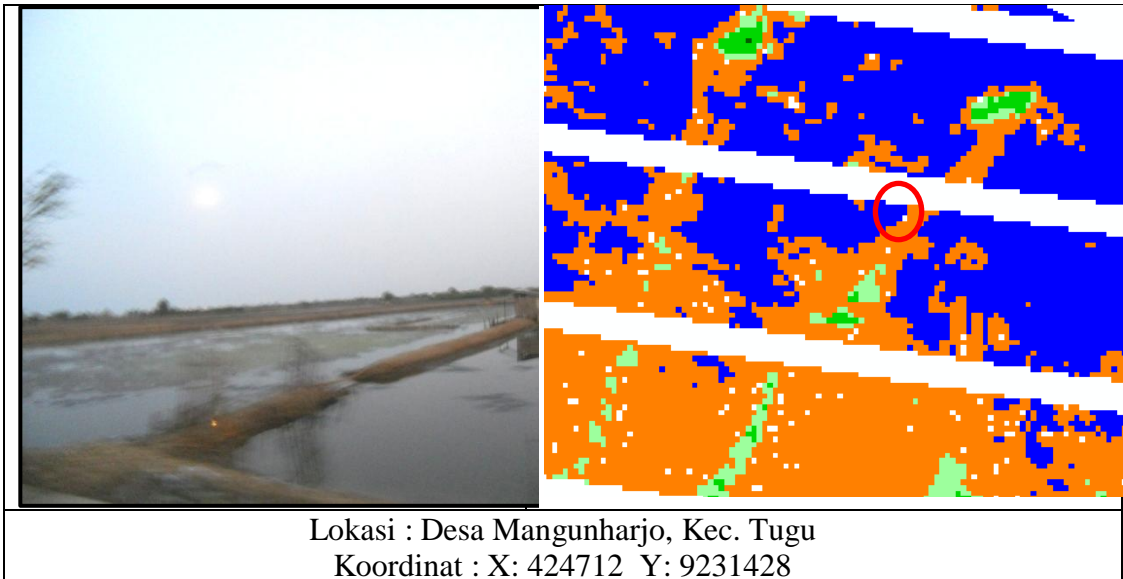 Lokasi : Desa Mangunharjo, Kec. Tugu
Koordinat : X: 424712  Y: 9231428